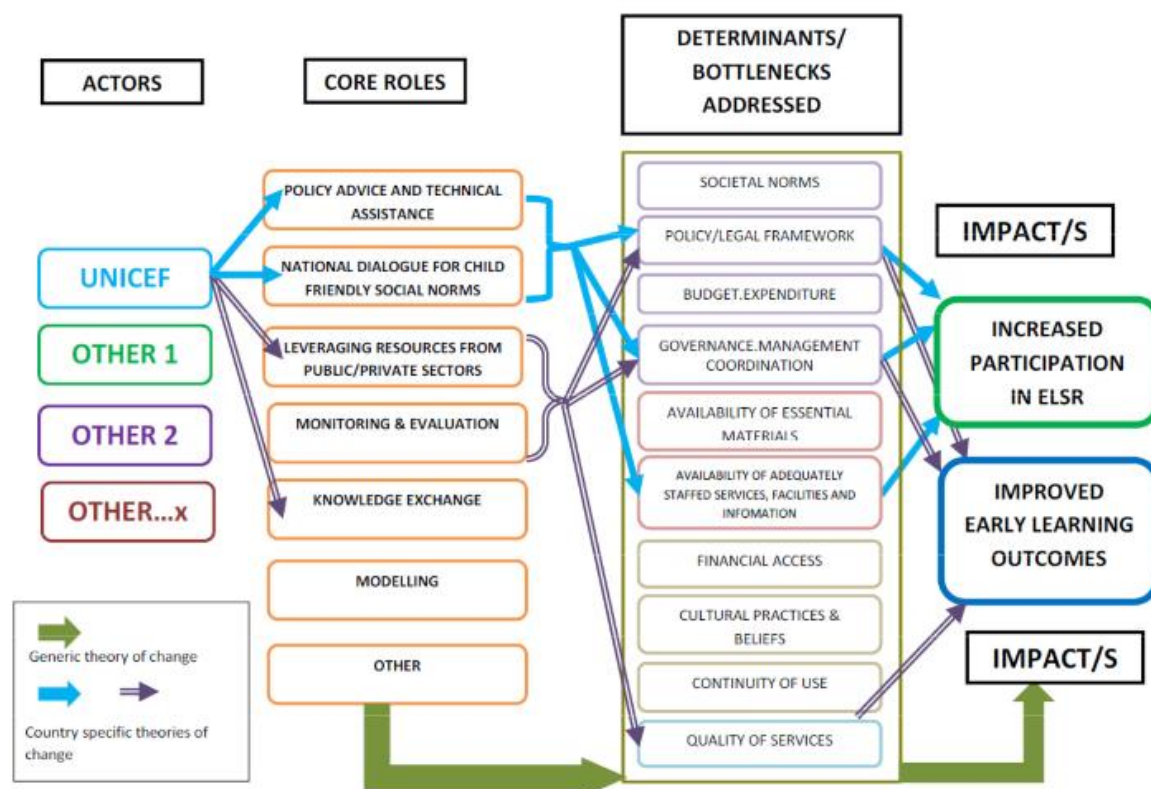 ACTORS
CORE ROLES
DETERMINANTS/
BOTTLENECKS
ADDRESSED
UNICEF
OTHER 1
OTHER 2
OTHER...x
POLICY ADVICE AND TECHNICAL
ASSISTANCE
NATIONAL DIALOGUE FOR CHILD
FRIENDLY SOCIAL NORMS
LEVERAGING RESOURCES FROM
PUBLIC/PRIVATE SECTORS
MONITORING & EVALUATION
KNOWLEDGE EXCHANGE
MODELLING
OTHER
SOCIETAL NORMS
POLICY/LEGAL FRAMEWORK
BUDGET.EXPENDITURE
GOVERNANCE.MANAGEMENT
COORDINATION
AVAILABILITY OF ESSENTIAL
MATERIALS
AVAILABILITY OF ADEQUATELY
STAFFED SERVICES, FACILITIES AND
INFOMATION
FINANCIAL ACCESS
CULTURAL PRACTICES &
BELIEFS
CONTINUITY OF USE
QUALITY OF SERVICES
IMPACT/S
INCREASED
PARTICIPATION
IN ELSR
IMPROVED
EARLY LEARNING
OUTCOMES
IMPACT/S
Generic theory of change
Country specific theories of
change